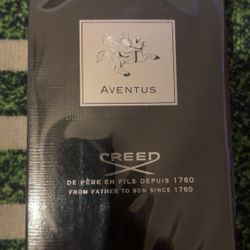 AVENTUS
CREED
DE PÈRE EN FILS DEPUIS 1760
FROM FATHER TO SON SINCE 1760